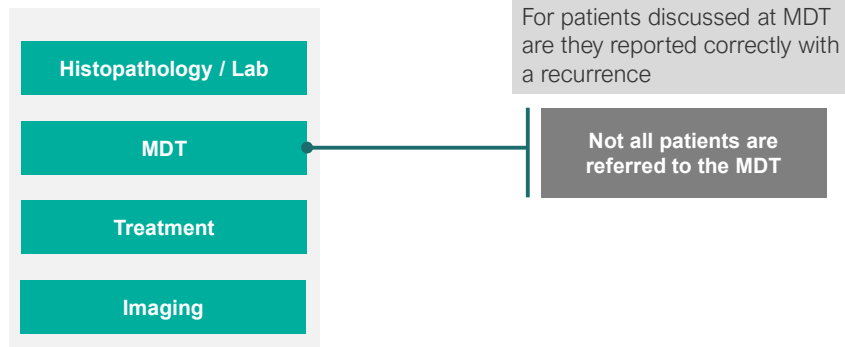 Histopathology / Lab
MDT
Treatment
Imaging
For patients discussed at MDT
are they reported correctly with
a recurrence
Not all patients are
referred to the MDT